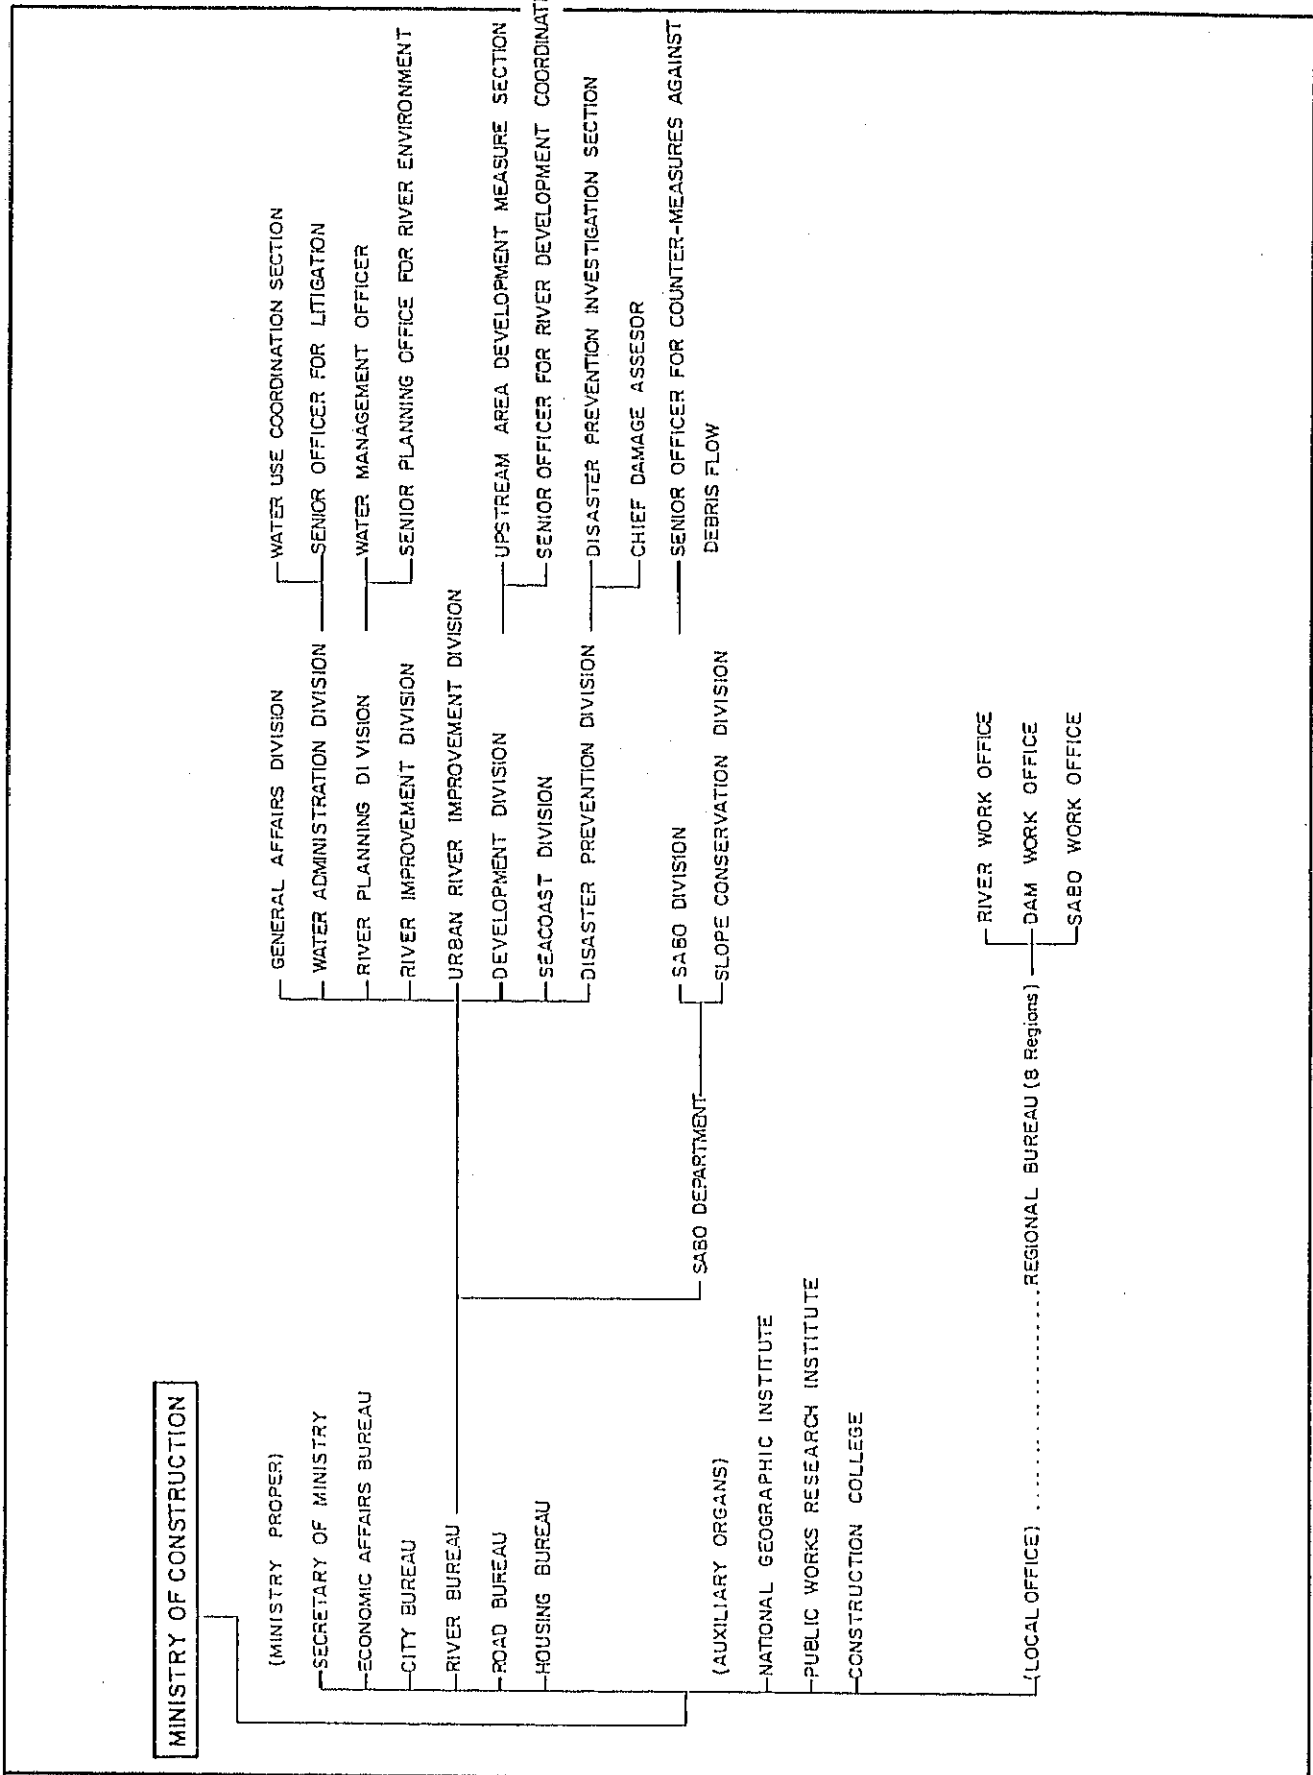 MINISTRY OF CONSTRUCTION
(MINISTRY PROPER)
SECRETARY OF MINISTRY
ECONOMIC AFFAIRS BUREAU
CITY BUREAU
RIVER BUREAU
ROAD BUREAU
HOUSING BUREAU
(AUXILIARY ORGANS)
NATIONAL GEOGRAPHIC INSTITUTE
PUBLIC WORKS RESEARCH INSTITUTE
CONSTRUCTION COLLEGE
(LOCAL OFFICE) .................... REGIONAL BUREAU (8 Regions)
RIVER WORK OFFICE
DAM WORK OFFICE
SABO WORK OFFICE
SABO DEPARTMENT
GENERAL AFFAIRS DIVISION
WATER ADMINISTRATION DIVISION
RIVER PLANNING DIVISION
RIVER IMPROVEMENT DIVISION
URBAN RIVER IMPROVEMENT DIVISION
DEVELOPMENT DIVISION
SEACOAST DIVISION
DISASTER PREVENTION DIVISION
SABO DIVISION
SLOPE CONSERVATION DIVISION
WATER USE COORDINATION SECTION
SENIOR OFFICER FOR LITIGATION
WATER MANAGEMENT OFFICER
SENIOR PLANNING OFFICE FOR RIVER ENVIRONMENT
UPSTREAM AREA DEVELOPMENT MEASURE SECTION
SENIOR OFFICER FOR RIVER DEVELOPMENT COORDINATI
DISASTER PREVENTION INVESTIGATION SECTION
CHIEF DAMAGE ASSESOR
SENIOR OFFICER FOR COUNTER-MEASURES AGAINST
DEBRIS FLOW